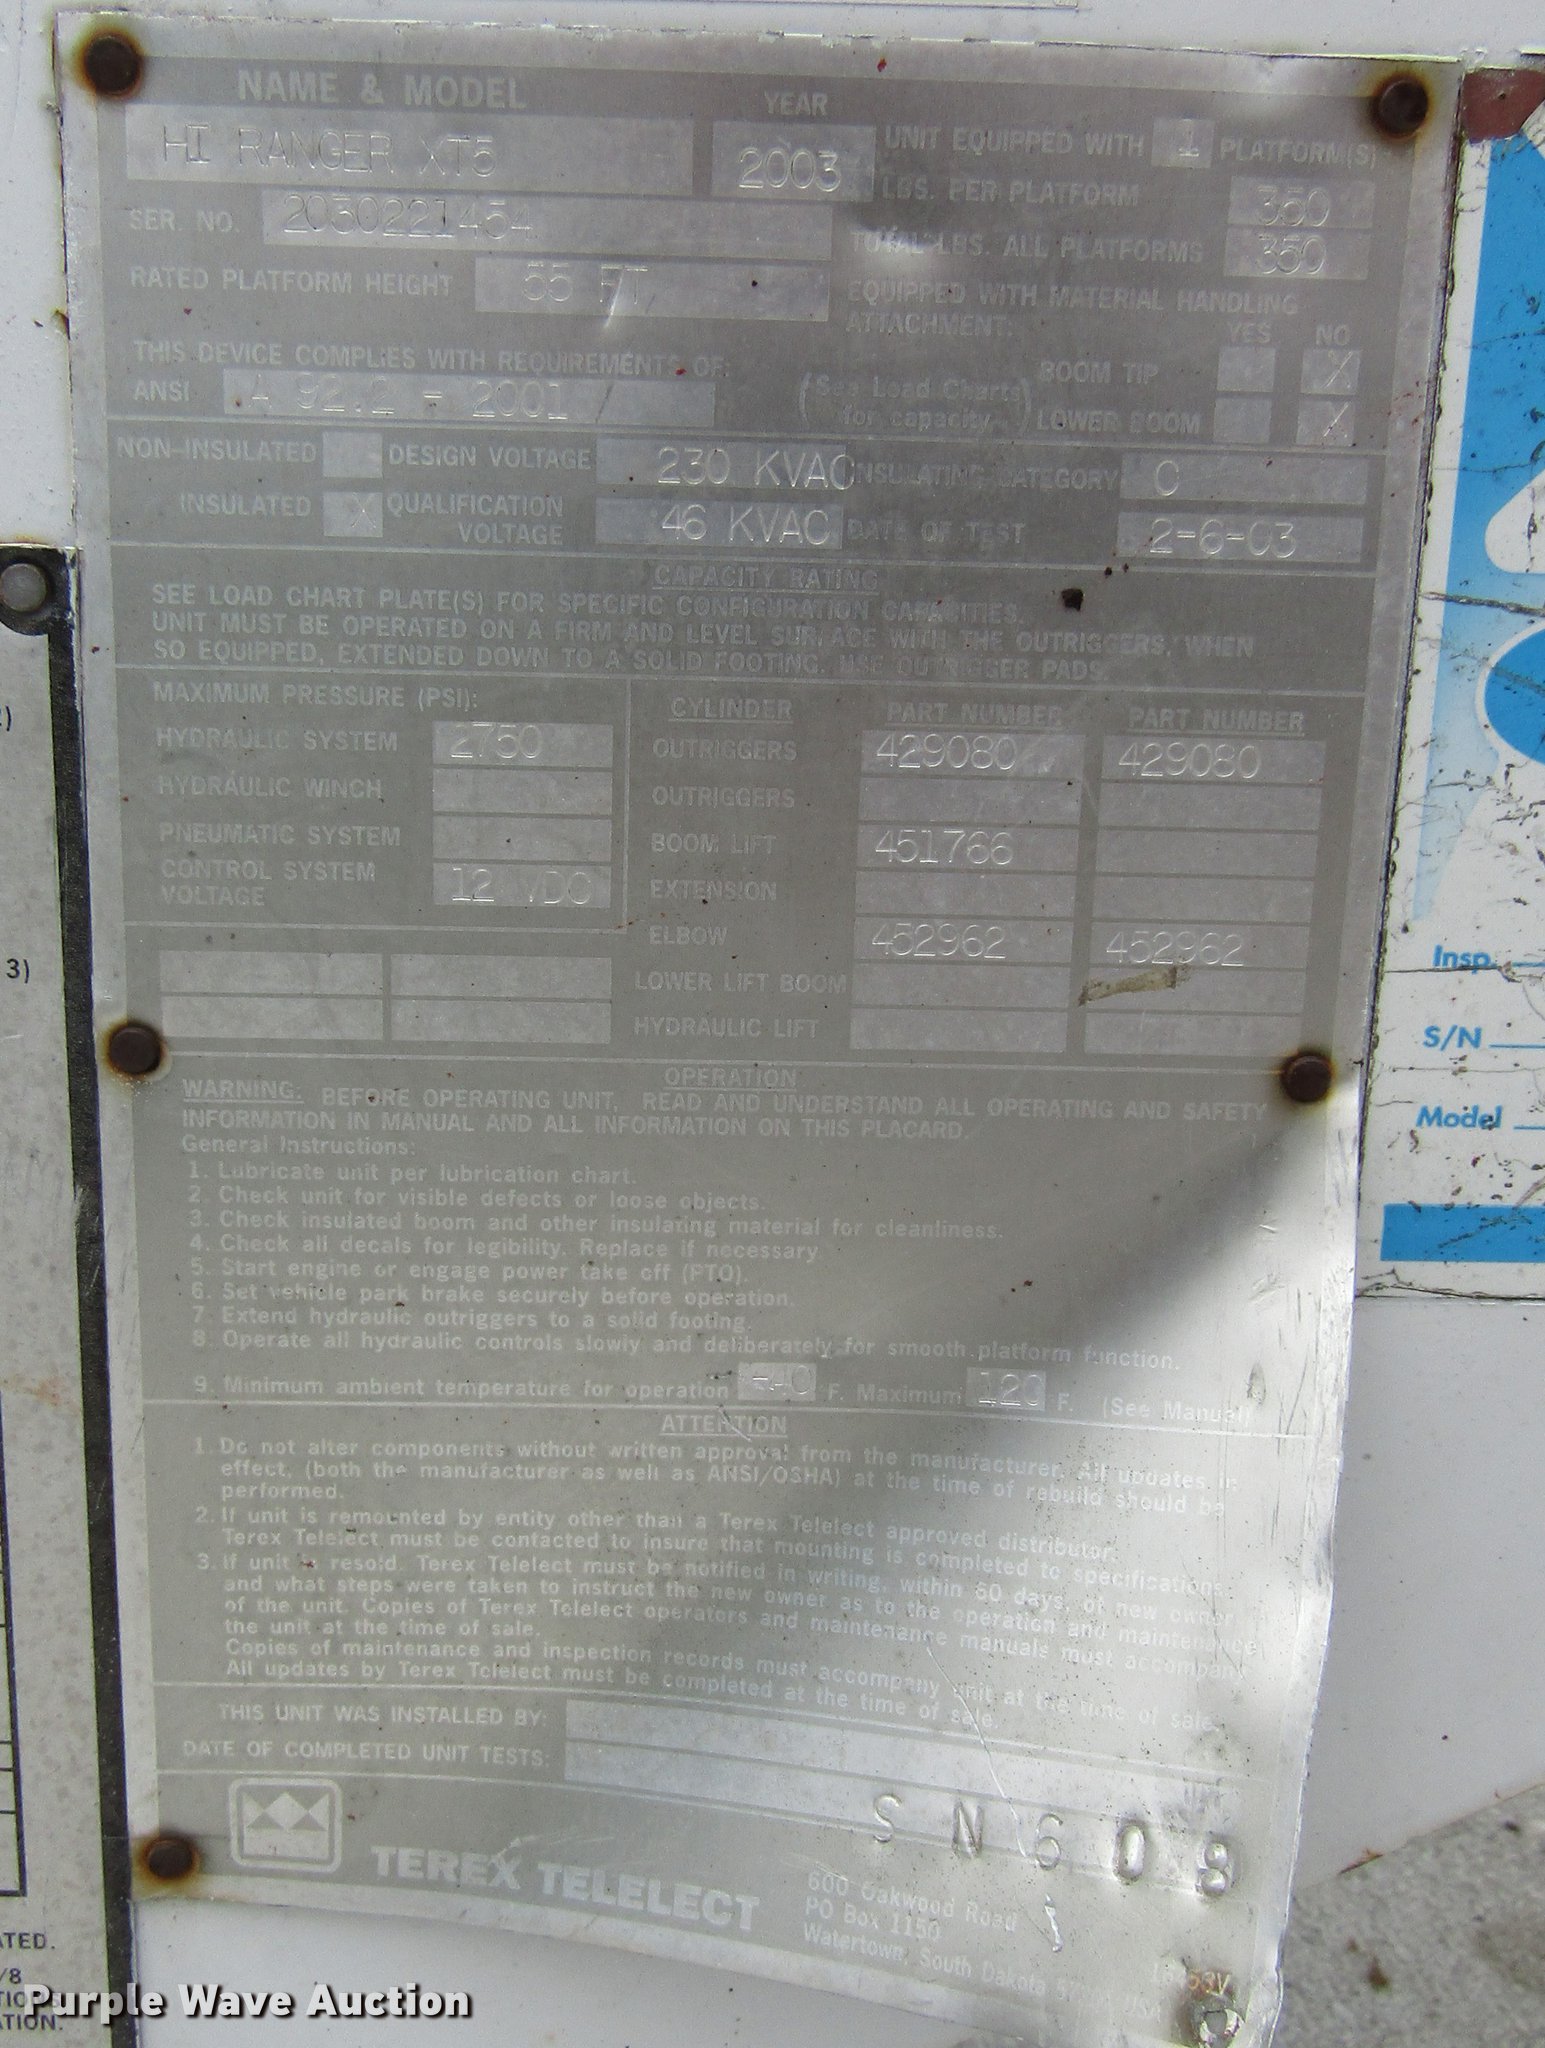 NAME & MODEL
YEAR
HI RANGER XT5
2003
UNIT EQUIPPED WITH 1 PLATFORM(S)
LBS. PER PLATFORM 350
SER. NO. 2030221454
TOTAL LBS. ALL PLATFORMS 350
RATED PLATFORM HEIGHT 55 FT
EQUIPPED WITH MATERIAL HANDLING
ATTACHMENT: YES NO
THIS DEVICE COMPLIES WITH REQUIREMENTS OF:
ANSI A 92.2 - 2001
(See Load Charts
for capacity.)
BOOM TIP X
LOWER BOOM X
NON-INSULATED DESIGN VOLTAGE 230 KVAC INSULATING CATEGORY C
INSULATED X QUALIFICATION
VOLTAGE 46 KVAC DATE OF TEST 2-6-03
CAPACITY RATING
SEE LOAD CHART PLATE(S) FOR SPECIFIC CONFIGURATION CAPACITIES.
UNIT MUST BE OPERATED ON A FIRM AND LEVEL SURFACE WITH THE OUTRIGGERS, WHEN
SO EQUIPPED, EXTENDED DOWN TO A SOLID FOOTING. USE OUTRIGGER PADS.
MAXIMUM PRESSURE (PSI):
HYDRAULIC SYSTEM 2750
HYDRAULIC WINCH
PNEUMATIC SYSTEM
CONTROL SYSTEM
VOLTAGE 12 VDC
CYLINDER PART NUMBER PART NUMBER
OUTRIGGERS 429080 429080
OUTRIGGERS
BOOM LIFT 451766
EXTENSION
ELBOW 452962 452962
LOWER LIFT BOOM
HYDRAULIC LIFT
OPERATION
WARNING: BEFORE OPERATING UNIT, READ AND UNDERSTAND ALL OPERATING AND SAFETY
INFORMATION IN MANUAL AND ALL INFORMATION ON THIS PLACARD.
General Instructions:
1. Lubricate unit per lubrication chart.
2. Check unit for visible defects or loose objects.
3. Check insulated boom and other insulating material for cleanliness.
4. Check all decals for legibility. Replace if necessary
5. Start engine or engage power take off (PTO).
6. Set vehicle park brake securely before operation.
7. Extend hydraulic outriggers to a solid footing.
8. Operate all hydraulic controls slowly and deliberately for smooth platform function.
9. Minimum ambient temperature for operation -40 F. Maximum 120 F. (See Manual)
ATTENTION
1. Do not alter components without written approval from the manufacturer. All updates in
effect, (both the manufacturer as well as ANSI/OSHA) at the time of rebuild should be
performed.
2. If unit is remounted by entity other than a Terex Telelect approved distributor,
Terex Telelect must be contacted to insure that mounting is completed to specifications.
3. If unit is resold, Terex Telelect must be notified in writing, within 60 days, of new owner
and what steps were taken to instruct the new owner as to the operation and maintenance
of the unit. Copies of Terex Telelect operators and maintenance manuals must accompany
the unit at the time of sale.
Copies of maintenance and inspection records must accompany unit at the time of sale.
All updates by Terex Telelect must be completed at the time of sale.
THIS UNIT WAS INSTALLED BY:
DATE OF COMPLETED UNIT TESTS:
SN608
TEREX TELELECT
600 Oakwood Road
PO Box 1150
Watertown, South Dakota USA
3)
ATED.
ATION.
Insp.
S/N
Model
Purple Wave Auction